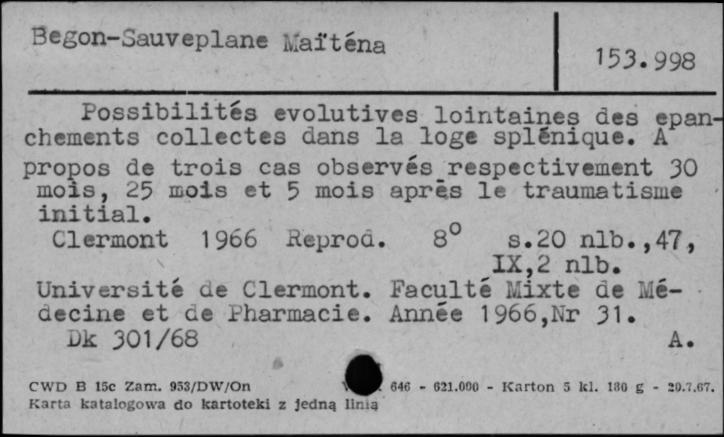 Begon-Sauveplane Maïténa
153.998
Possibilités evolutives lointaines des epan-
chements collectes dans la loge splénique. A
propos de trois cas observés respectivement 30
mois, 25 mois et 5 mois après le traumatisme
initial.
Clermont 1966 Reprod. 8° s.20 nlb.,47,
IX,2 nlb.
Université de Clermont. Faculté Mixte de Mé-
decine et de Pharmacie. Année 1966,Nr 31.
Dk 301/68 A.
CWD B 15c Zam. 953/DW/On 646 - 621.000 - Karton 5 kl. 180 g - 29.7.67.
Karta katalogowa do kartoteki z jedną linią